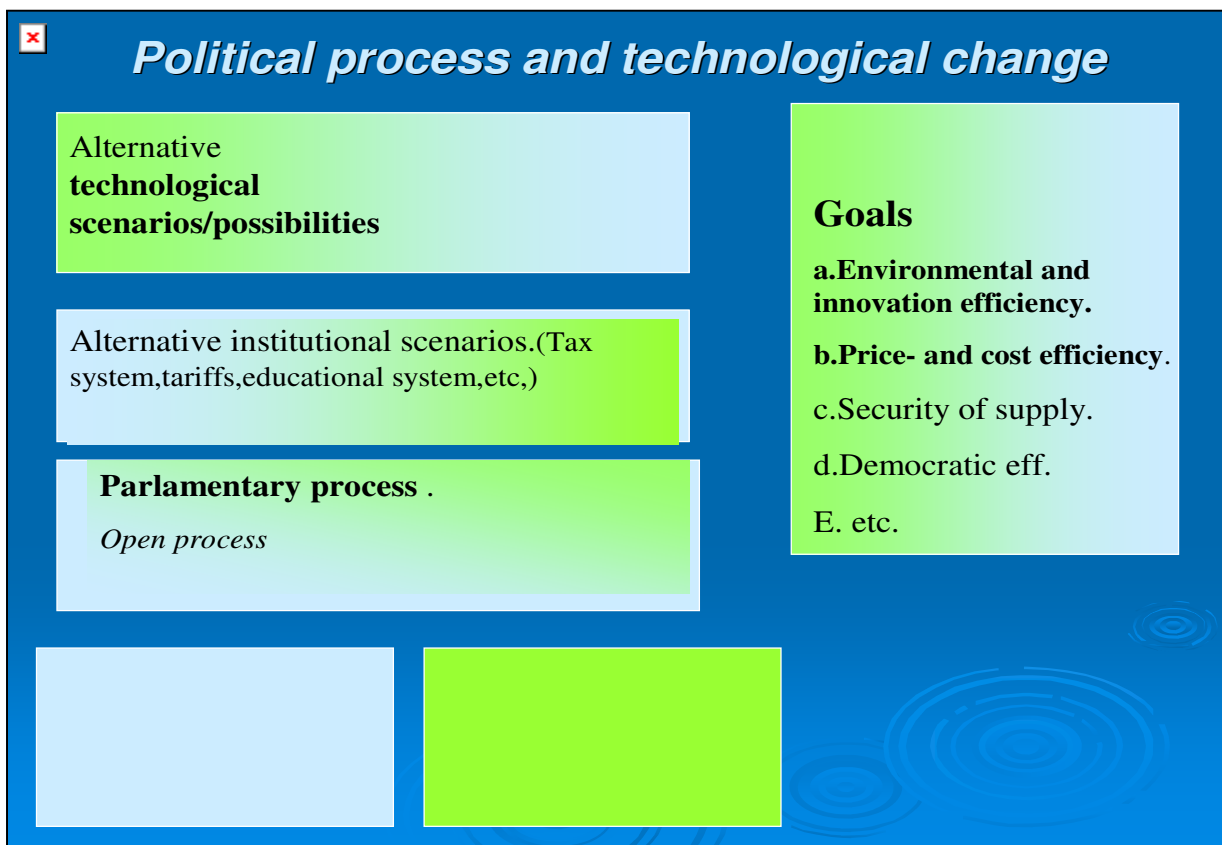 Political process and technological change
Alternative
technological
scenarios/possibilities
Alternative institutional scenarios.(Tax
system,tariffs,educational system,etc,)
Parlamentary process .
Open process
Goals
a.Environmental and
innovation efficiency.
b.Price- and cost efficiency.
c.Security of supply.
d.Democratic eff.
E. etc.